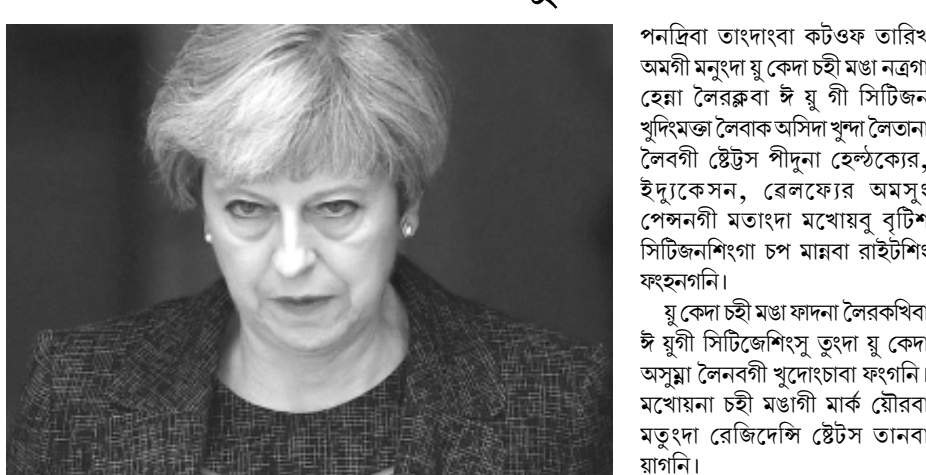 পনদ্রিবা তাংদাংবা কটওফ তারিখ
অমগী মনুংদা য়ু কেদা চহী মঙা নত্রগা
হেন্না লৈরক্লবা ঈ য়ু গী সিটিজন
খুদিংমক্তা লৈবাক অসিদা খুন্দা লৈতানা
লৈবগী ষ্টেট্টস পীদুনা হেল্ঠক্যের,
ইদ্যুকেসন, ৱেলফ্যের অমসুং
পেন্সনগী মতাংদা মখোয়বু বৃটিশ
সিটিজনশিংগা চপ মান্নবা রাইটশিং
ফংহনগনি।
য়ু কেদা চহী মঙা ফাদনা লৈরকখিবা
ঈ য়ুগী সিটিজেশিংসু তুংদা য়ু কেদা
অসুম্না লৈনবগী খুদোংচাবা ফংগনি।
মখোয়না চহী মঙাগী মার্ক য়ৌরবা
মতুংদা রেজিদেন্সি ষ্টেটস তানবা
য়াগনি।